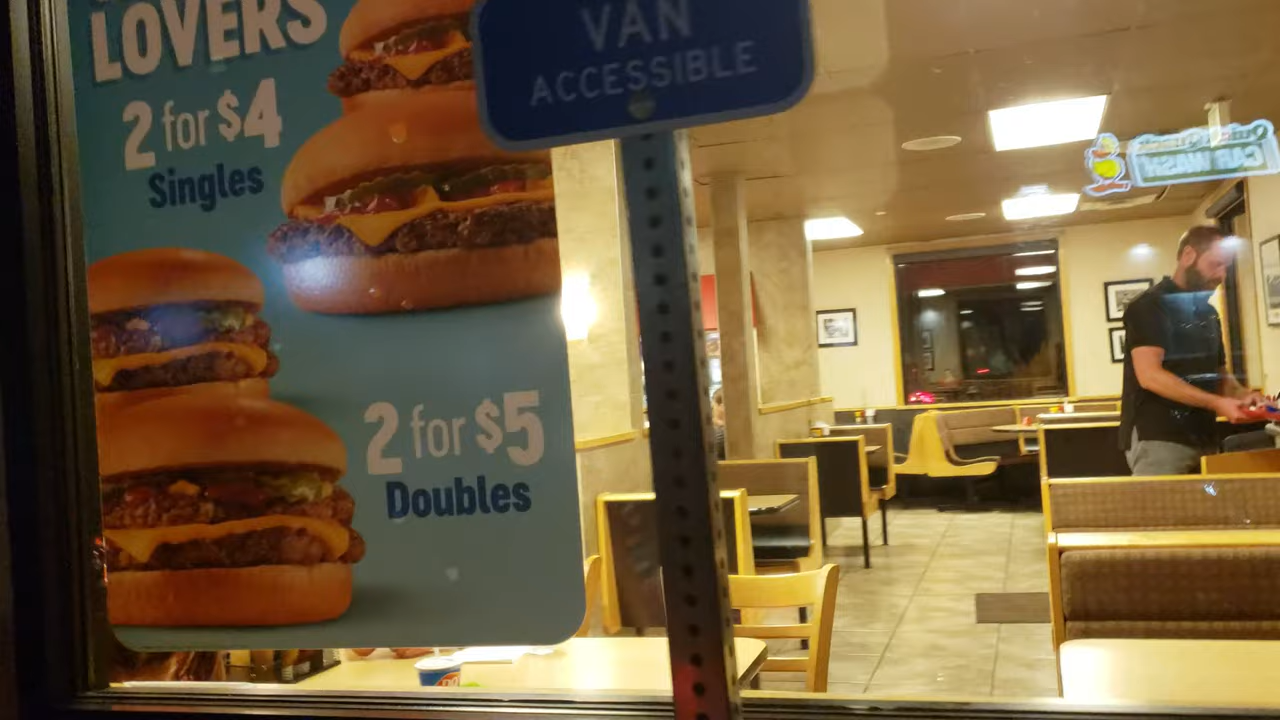 LOVERS
2 for $4
Singles
2 for $5
Doubles
VAN
ACCESSIBLE
CAR WASH